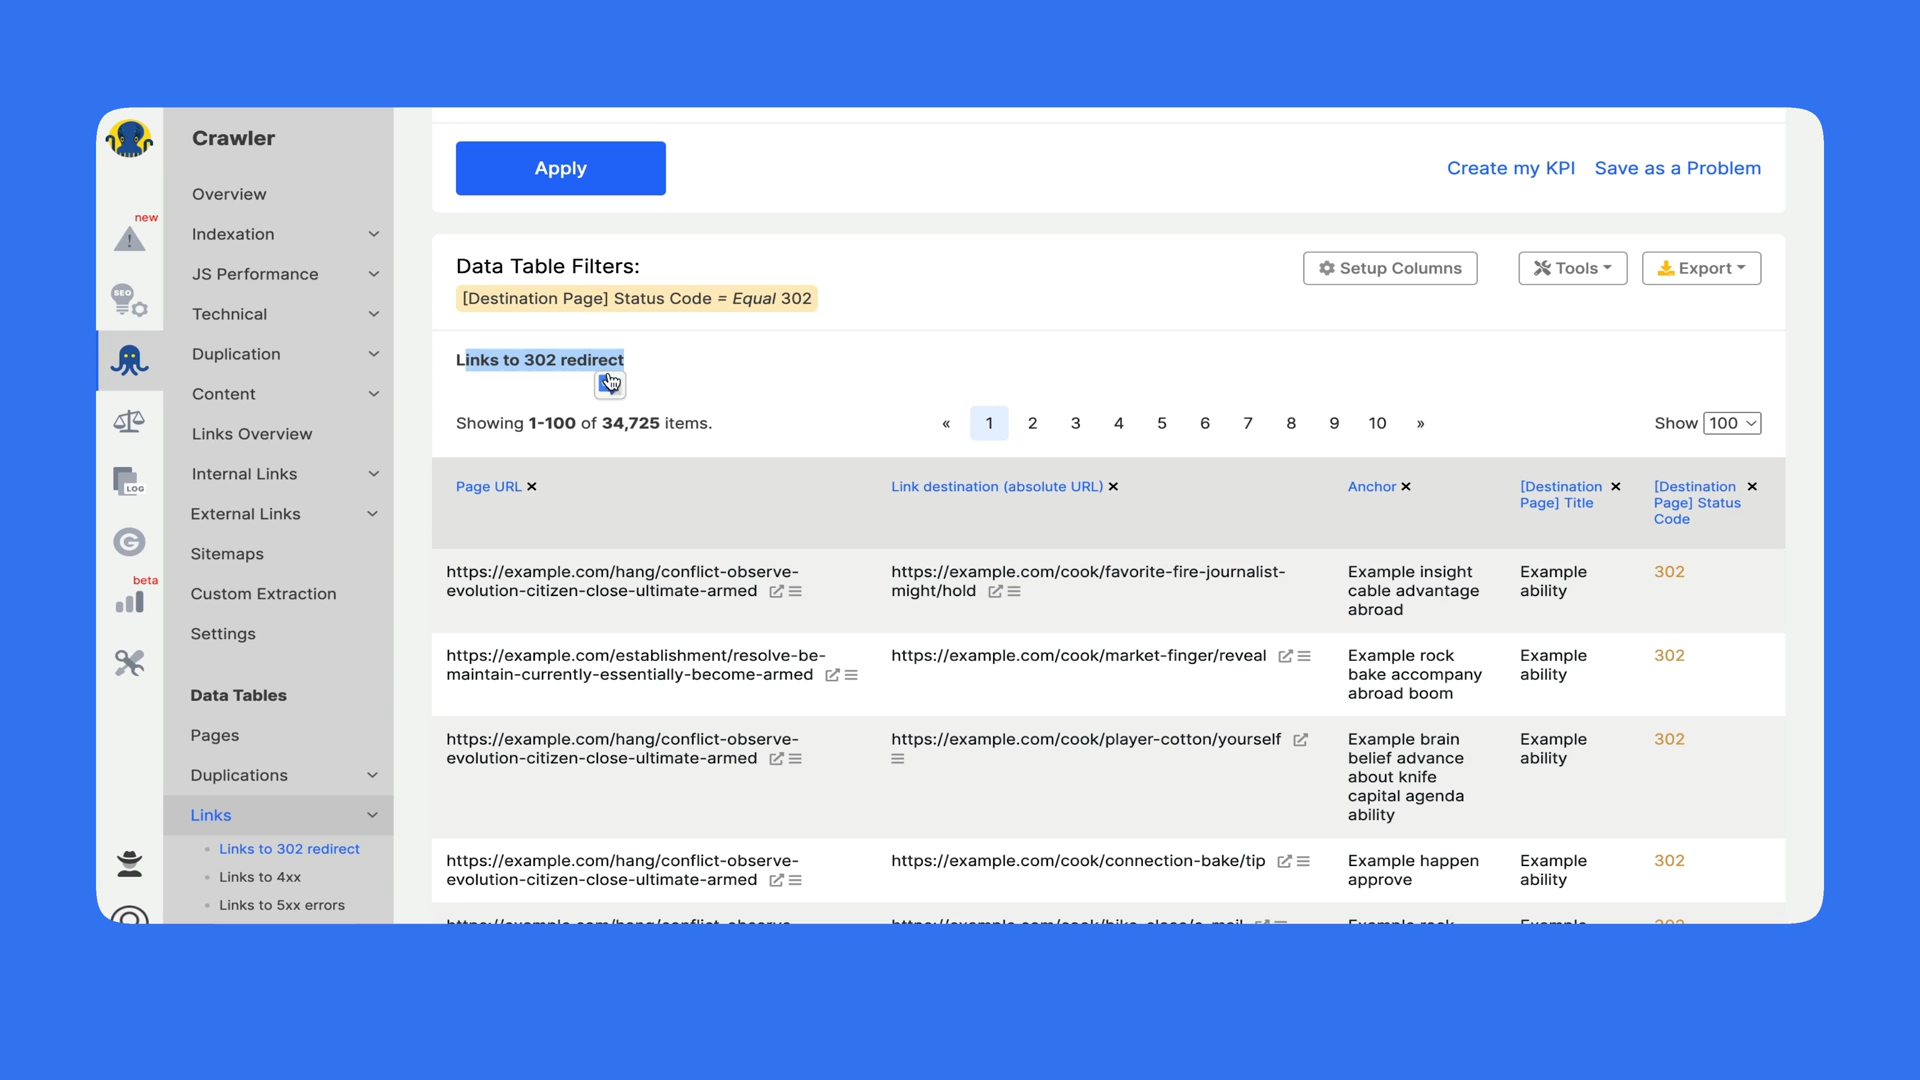 Crawler
Overview
new
Indexation
JS Performance
SEO
Technical
Duplication
Content
Links Overview
Internal Links
LOG
External Links
Sitemaps
G
beta
Custom Extraction
Settings
Data Tables
Pages
Duplications
Links
Links to 302 redirect
Links to 4xx
Links to 5xx errors
Apply
Create my KPI Save as a Problem
Data Table Filters:
[Destination Page] Status Code = Equal 302
Setup Columns Tools Export
Links to 302 redirect
Showing 1-100 of 34,725 items.
« 1 2 3 4 5 6 7 8 9 10 »
Show 100
Page URL ×
Link destination (absolute URL) ×
Anchor ×
[Destination ×
Page] Title
[Destination ×
Page] Status
Code
https://example.com/hang/conflict-observe-
evolution-citizen-close-ultimate-armed
https://example.com/cook/favorite-fire-journalist-
might/hold
Example insight
cable advantage
abroad
Example
ability
302
https://example.com/establishment/resolve-be-
maintain-currently-essentially-become-armed
https://example.com/cook/market-finger/reveal
Example rock
bake accompany
abroad boom
Example
ability
302
https://example.com/hang/conflict-observe-
evolution-citizen-close-ultimate-armed
https://example.com/cook/player-cotton/yourself
Example brain
belief advance
about knife
capital agenda
ability
Example
ability
302
https://example.com/hang/conflict-observe-
evolution-citizen-close-ultimate-armed
https://example.com/cook/connection-bake/tip
Example happen
approve
Example
ability
302